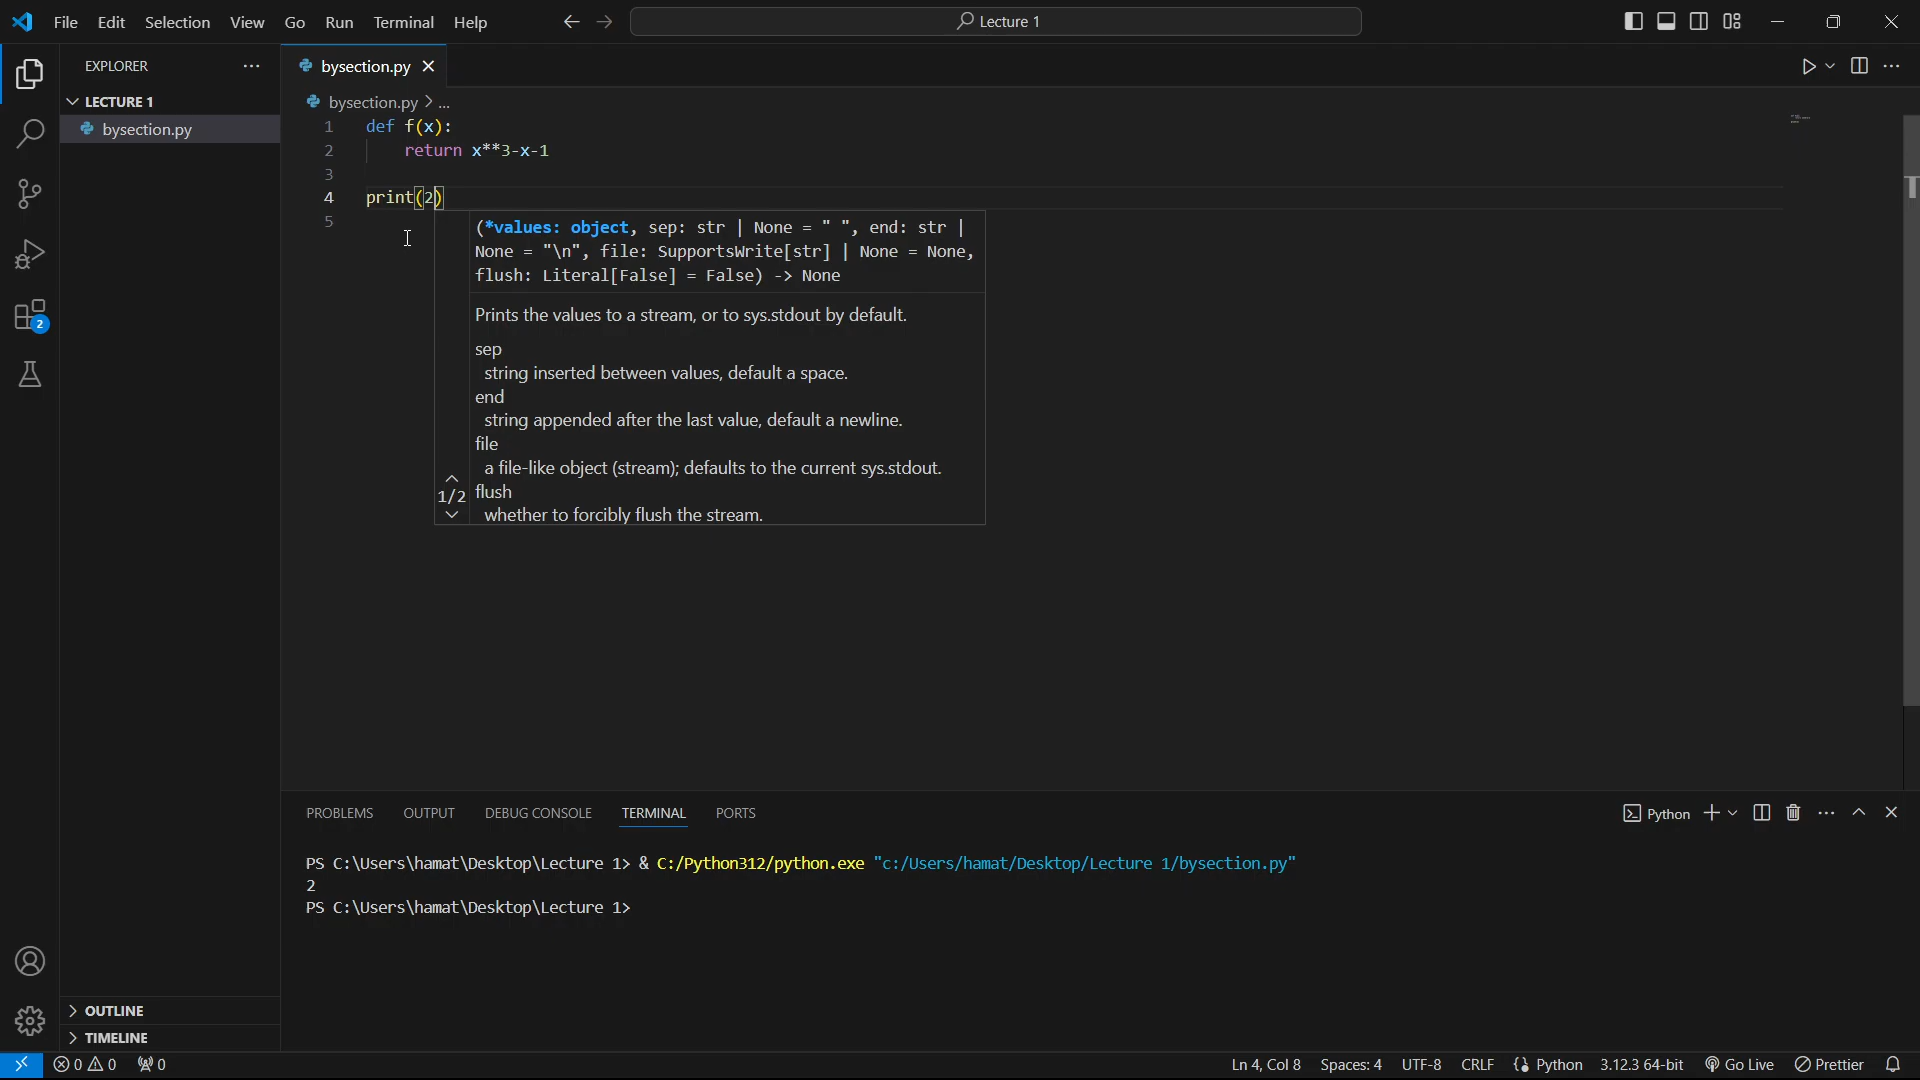 File Edit Selection View Go Run Terminal Help
Lecture 1
EXPLORER
LECTURE 1
bysection.py
OUTLINE
TIMELINE
bysection.py
bysection.py > ...
1 def f(x):
2 return x**3-x-1
3
4 print(2)
5
(*values: object, sep: str | None = " ", end: str |
None = "\n", file: SupportsWrite[str] | None = None,
flush: Literal[False] = False) -> None
Prints the values to a stream, or to sys.stdout by default.
sep
string inserted between values, default a space.
end
string appended after the last value, default a newline.
file
a file-like object (stream); defaults to the current sys.stdout.
1/2
flush
whether to forcibly flush the stream.
PROBLEMS OUTPUT DEBUG CONSOLE TERMINAL PORTS
Python
PS C:\Users\hamat\Desktop\Lecture 1> & C:/Python312/python.exe "c:/Users/hamat/Desktop/Lecture 1/bysection.py"
2
PS C:\Users\hamat\Desktop\Lecture 1>
2
0 0 0
Ln 4, Col 8 Spaces: 4 UTF-8 CRLF Python 3.12.3 64-bit Go Live Prettier